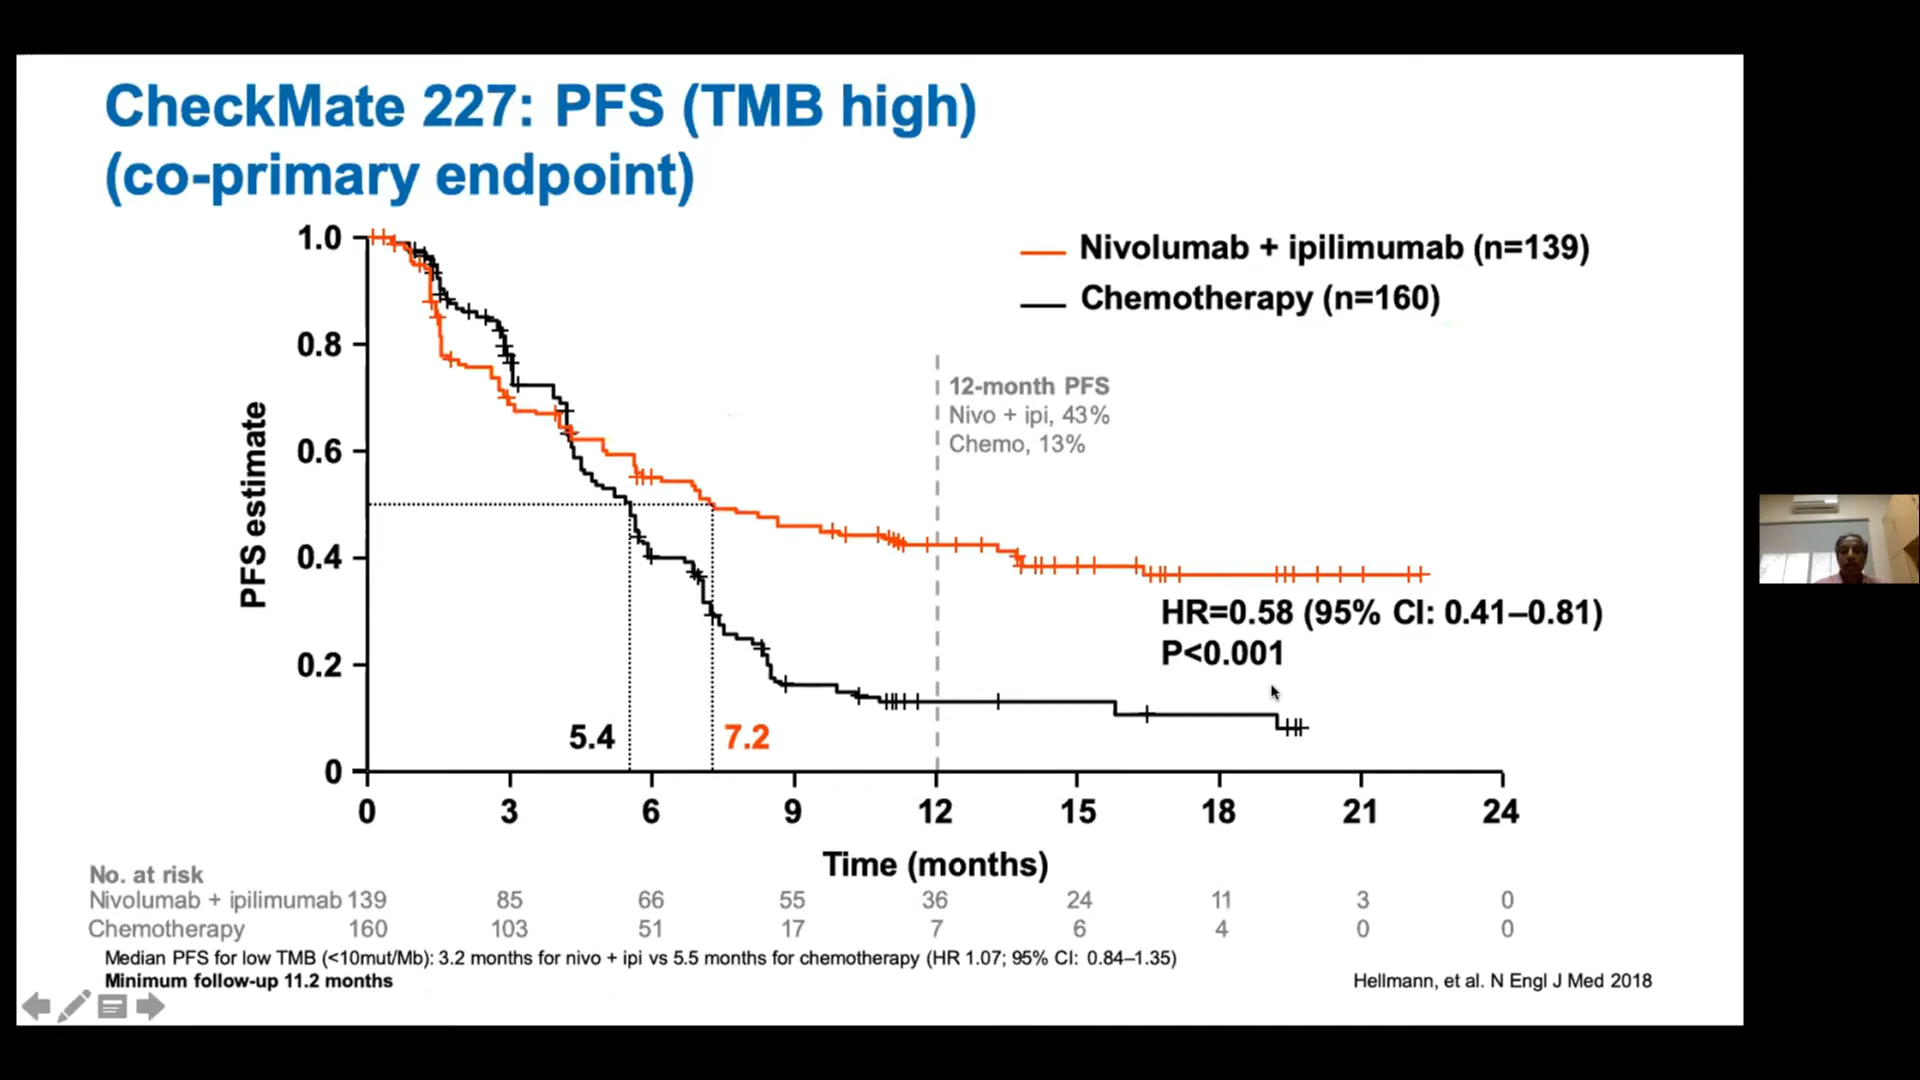 CheckMate 227: PFS (TMB high)
(co-primary endpoint)
Nivolumab + ipilimumab (n=139)
Chemotherapy (n=160)
12-month PFS
Nivo + ipi, 43%
Chemo, 13%
PFS estimate
1.0
0.8
0.6
0.4
0.2
0
HR=0.58 (95% CI: 0.41–0.81)
P<0.001
5.4
7.2
0 3 6 9 12 15 18 21 24
Time (months)
No. at risk
Nivolumab + ipilimumab 139 85 66 55 36 24 11 3 0
Chemotherapy 160 103 51 17 7 6 4 0 0
Median PFS for low TMB (<10mut/Mb): 3.2 months for nivo + ipi vs 5.5 months for chemotherapy (HR 1.07; 95% CI: 0.84–1.35)
Minimum follow-up 11.2 months
Hellmann, et al. N Engl J Med 2018